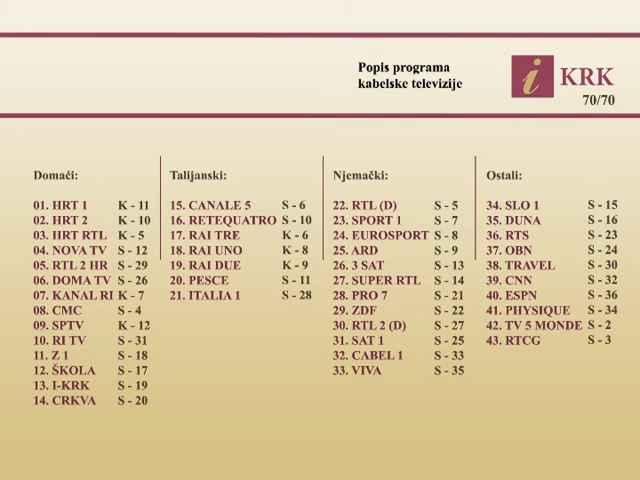 Popis programa
kabelske televizije
i KRK
70/70
Domaći:
01. HRT 1 K - 11
02. HRT 2 K - 10
03. HRT RTL K - 5
04. NOVA TV S - 12
05. RTL 2 HR S - 29
06. DOMA TV S - 26
07. KANAL RI K - 7
08. CMC S - 4
09. SPTV K - 12
10. RI TV S - 31
11. Z 1 S - 18
12. ŠKOLA S - 17
13. I-KRK S - 19
14. CRKVA S - 20
Talijanski:
15. CANALE 5 S - 6
16. RETEQUATRO S - 10
17. RAI TRE K - 6
18. RAI UNO K - 8
19. RAI DUE K - 9
20. PESCE S - 11
21. ITALIA 1 S - 28
Njemački:
22. RTL (D) S - 5
23. SPORT 1 S - 7
24. EUROSPORT S - 8
25. ARD S - 9
26. 3 SAT S - 13
27. SUPER RTL S - 14
28. PRO 7 S - 21
29. ZDF S - 22
30. RTL 2 (D) S - 27
31. SAT 1 S - 25
32. CABEL 1 S - 33
33. VIVA S - 35
Ostali:
34. SLO 1 S - 15
35. DUNA S - 16
36. RTS S - 23
37. OBN S - 24
38. TRAVEL S - 30
39. CNN S - 32
40. ESPN S - 36
41. PHYSIQUE S - 34
42. TV 5 MONDE S - 2
43. RTCG S - 3